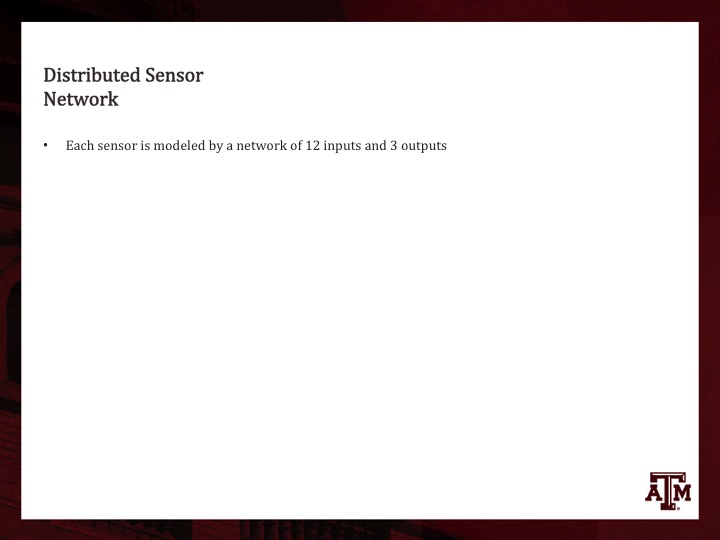 Distributed Sensor
Network
• Each sensor is modeled by a network of 12 inputs and 3 outputs
ATM